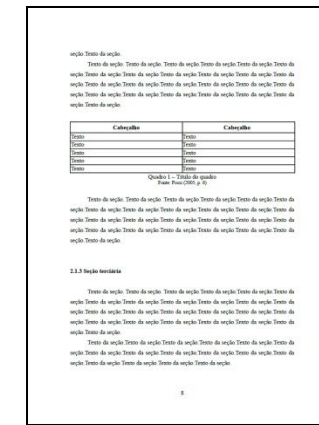 seção Texto da seção.
Texto da seção. Texto da seção. Texto da seção Texto da seção Texto da seção Texto da
seção Texto da seção Texto da seção Texto da seção Texto da seção Texto da seção Texto da
seção Texto da seção Texto da seção Texto da seção Texto da seção Texto da seção Texto da
seção Texto da seção Texto da seção Texto da seção Texto da seção Texto da seção Texto da
seção Texto da seção
Cabeçalho Cabeçalho
Texto Texto
Texto Texto
Texto Texto
Texto Texto
Texto Texto
Quadro 1 – Título do quadro
Texto da seção. Texto da seção. Texto da seção Texto da seção Texto da seção Texto da
seção Texto da seção Texto da seção Texto da seção Texto da seção Texto da seção Texto da
seção Texto da seção Texto da seção Texto da seção Texto da seção Texto da seção Texto da
seção Texto da seção Texto da seção Texto da seção Texto da seção Texto da seção Texto da
seção Texto da seção
2.1.3 Seção terciária
Texto da seção. Texto da seção. Texto da seção Texto da seção Texto da seção Texto da
seção Texto da seção Texto da seção Texto da seção Texto da seção Texto da seção Texto da
seção Texto da seção Texto da seção Texto da seção Texto da seção Texto da seção Texto da
seção Texto da seção Texto da seção Texto da seção Texto da seção Texto da seção Texto da
seção Texto da seção.
Texto da seção Texto da seção Texto da seção Texto da seção Texto da seção Texto da
seção Texto da seção Texto da seção Texto da seção Texto da seção Texto da seção Texto da
seção Texto da seção Texto da seção Texto da seção Texto da seção
8